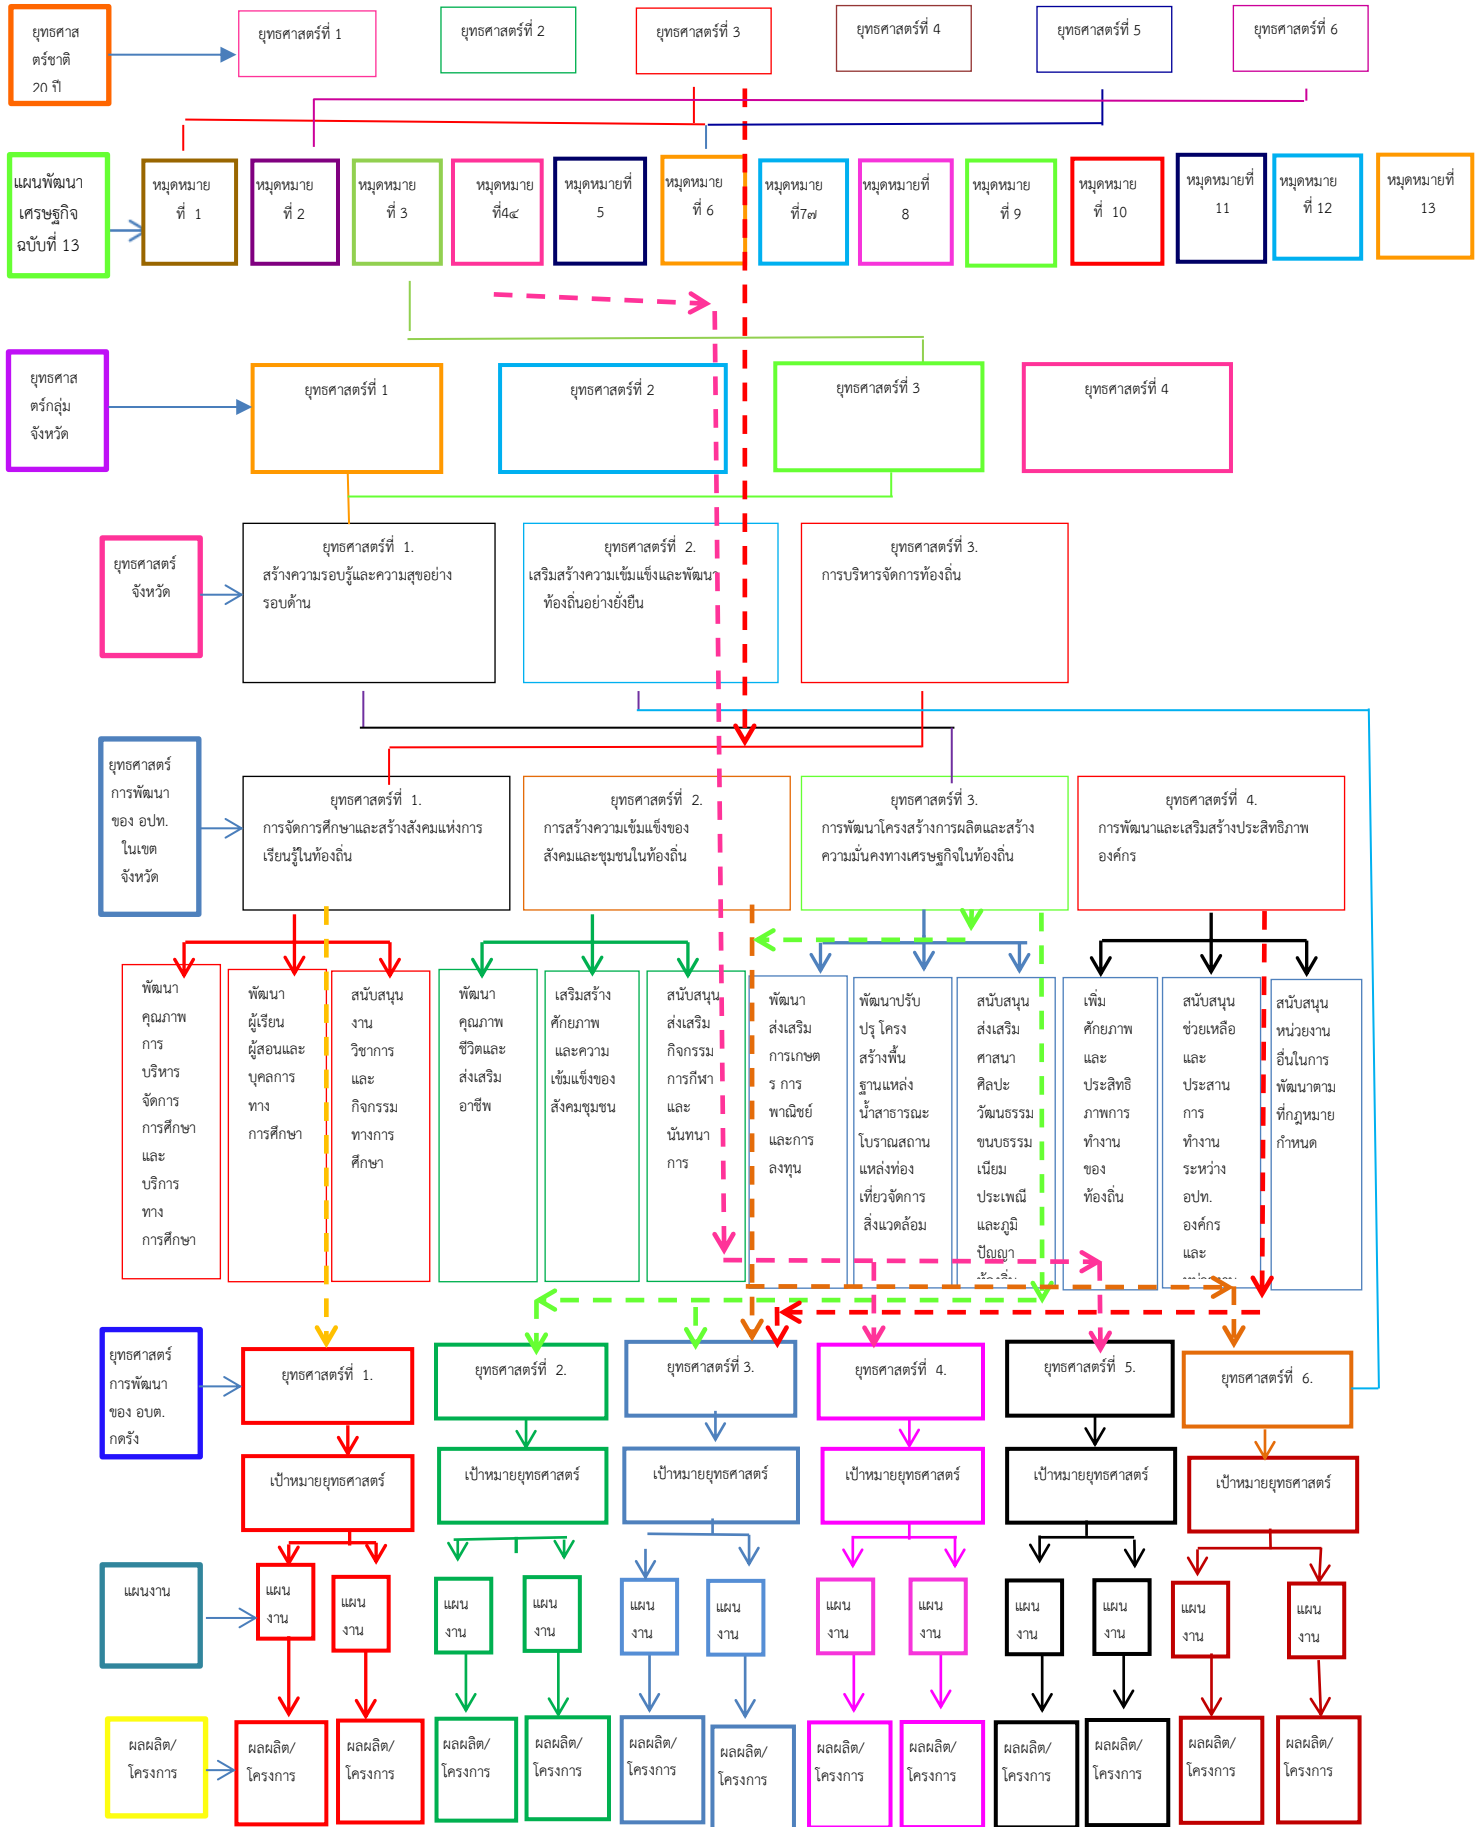 ยุทธศาส
ตร์ชาติ
20 ปี
ยุทธศาสตร์ที่ 1
ยุทธศาสตร์ที่ 2
ยุทธศาสตร์ที่ 3
ยุทธศาสตร์ที่ 4
ยุทธศาสตร์ที่ 5
ยุทธศาสตร์ที่ 6
แผนพัฒนา
เศรษฐกิจ
ฉบับที่ 13
หมุดหมาย
ที่ 1
หมุดหมาย
ที่ 2
หมุดหมาย
ที่ 3
หมุดหมาย
ที่4๔
หมุดหมายที่
5
หมุดหมาย
ที่ 6
หมุดหมาย
ที่7๗
หมุดหมายที่
8
หมุดหมาย
ที่ 9
หมุดหมาย
ที่ 10
หมุดหมายที่
11
หมุดหมาย
ที่ 12
หมุดหมายที่
13
ยุทธศาส
ตร์กลุ่ม
จังหวัด
ยุทธศาสตร์ที่ 1
ยุทธศาสตร์ที่ 2
ยุทธศาสตร์ที่ 3
ยุทธศาสตร์ที่ 4
ยุทธศาสตร์
จังหวัด
ยุทธศาสตร์ที่ 1.
สร้างความรอบรู้และความสุขอย่าง
รอบด้าน
ยุทธศาสตร์ที่ 2.
เสริมสร้างความเข้มแข็งและพัฒนา
ท้องถิ่นอย่างยั่งยืน
ยุทธศาสตร์ที่ 3.
การบริหารจัดการท้องถิ่น
ยุทธศาสตร์
การพัฒนา
ของ อปท.
ในเขต
จังหวัด
ยุทธศาสตร์ที่ 1.
การจัดการศึกษาและสร้างสังคมแห่งการ
เรียนรู้ในท้องถิ่น
ยุทธศาสตร์ที่ 2.
การสร้างความเข้มแข็งของ
สังคมและชุมชนในท้องถิ่น
ยุทธศาสตร์ที่ 3.
การพัฒนาโครงสร้างการผลิตและสร้าง
ความมั่นคงทางเศรษฐกิจในท้องถิ่น
ยุทธศาสตร์ที่ 4.
การพัฒนาและเสริมสร้างประสิทธิภาพ
องค์กร
พัฒนา
คุณภาพ
การ
บริหาร
จัดการ
การศึกษา
และ
บริการ
ทาง
การศึกษา
พัฒนา
ผู้เรียน
ผู้สอนและ
บุคลการ
ทาง
การศึกษา
สนับสนุน
งาน
วิชาการ
และ
กิจกรรม
ทางการ
ศึกษา
พัฒนา
คุณภาพ
ชีวิตและ
ส่งเสริม
อาชีพ
เสริมสร้าง
ศักยภาพ
และความ
เข้มแข็งของ
สังคมชุมชน
สนับสนุน
ส่งเสริม
กิจกรรม
การกีฬา
และ
นันทนา
การ
พัฒนา
ส่งเสริม
การเกษต
ร การ
พาณิชย์
และการ
ลงทุน
พัฒนาปรับ
ปรุ โครง
สร้างพื้น
ฐานแหล่ง
น้ำสาธารณะ
โบราณสถาน
แหล่งท่อง
เที่ยวจัดการ
สิ่งแวดล้อม
สนับสนุน
ส่งเสริม
ศาสนา
ศิลปะ
วัฒนธรรม
ขนบธรรม
เนียม
ประเพณี
และภูมิ
ปัญญา
เพิ่ม
ศักยภาพ
และ
ประสิทธิ
ภาพการ
ทำงาน
ของ
ท้องถิ่น
สนับสนุน
ช่วยเหลือ
และ
ประสาน
การ
ทำงาน
ระหว่าง
อปท.
องค์กร
และ
สนับสนุน
หน่วยงาน
อื่นในการ
พัฒนาตาม
ที่กฎหมาย
กำหนด
ยุทธศาสตร์
การพัฒนา
ของ อบต.
กดรัง
ยุทธศาสตร์ที่ 1.
ยุทธศาสตร์ที่ 2.
ยุทธศาสตร์ที่ 3.
ยุทธศาสตร์ที่ 4.
ยุทธศาสตร์ที่ 5.
ยุทธศาสตร์ที่ 6.
เป้าหมายยุทธศาสตร์
เป้าหมายยุทธศาสตร์
เป้าหมายยุทธศาสตร์
เป้าหมายยุทธศาสตร์
เป้าหมายยุทธศาสตร์
เป้าหมายยุทธศาสตร์
แผนงาน
แผน
งาน
แผน
งาน
แผน
งาน
แผน
งาน
แผน
งาน
แผน
งาน
แผน
งาน
แผน
งาน
แผน
งาน
แผน
งาน
แผน
งาน
แผน
งาน
ผลผลิต/
โครงการ
ผลผลิต/
โครงการ
ผลผลิต/
โครงการ
ผลผลิต/
โครงการ
ผลผลิต/
โครงการ
ผลผลิต/
โครงการ
ผลผลิต/
โครงการ
ผลผลิต/
โครงการ
ผลผลิต/
โครงการ
ผลผลิต/
โครงการ
ผลผลิต/
โครงการ
ผลผลิต/
โครงการ
ผลผลิต/
โครงการ